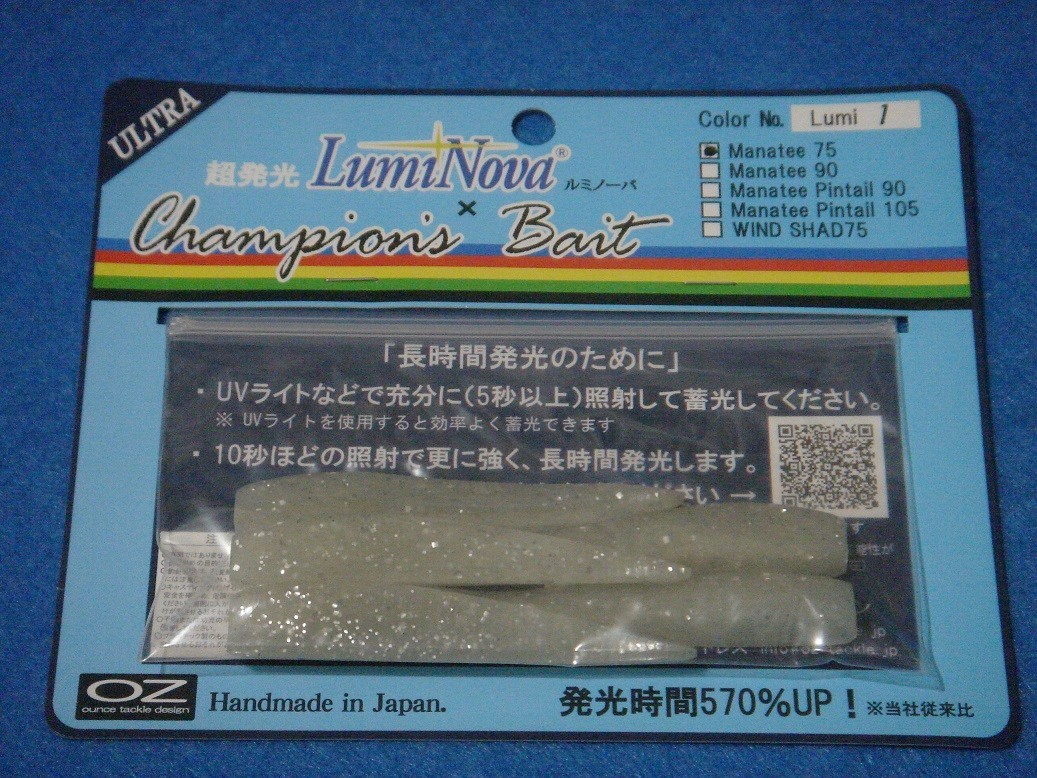 ULTRA
超発光 LumiNova® ルミノーバ
×
Champion's Bait
Color No. Lumi 1
Manatee 75
Manatee 90
Manatee Pintail 90
Manatee Pintail 105
WIND SHAD75
「長時間発光のために」
・UVライトなどで充分に(5秒以上)照射して蓄光してください。
※ UVライトを使用すると効率よく蓄光できます
・10秒ほどの照射で更に強く、長時間発光します。
さい →
OZ
ounce tackle design
Handmade in Japan.
発光時間570%UP！※当社従来比